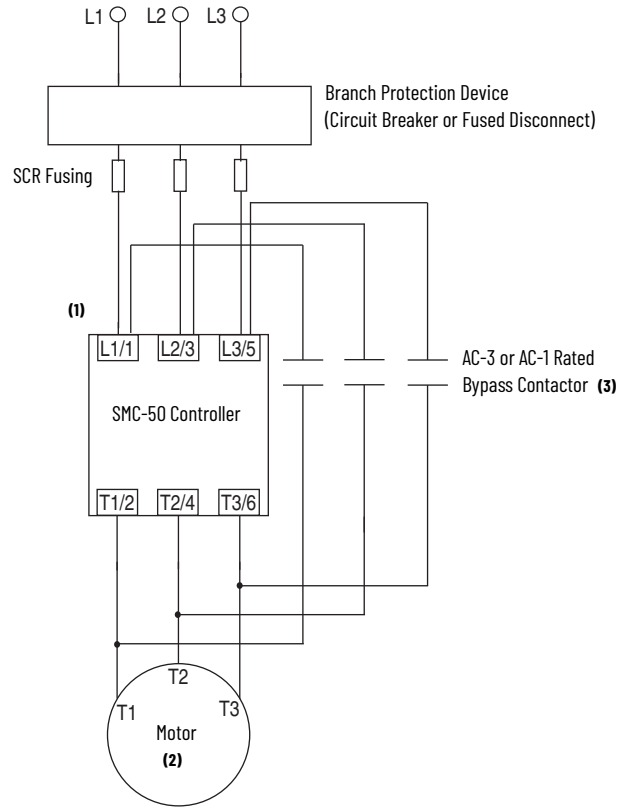 L1 L2 L3
Branch Protection Device
(Circuit Breaker or Fused Disconnect)
SCR Fusing
(1)
L1/1 L2/3 L3/5
AC-3 or AC-1 Rated
Bypass Contactor (3)
SMC-50 Controller
T1/2 T2/4 T3/6
T2
T1 T3
Motor
(2)